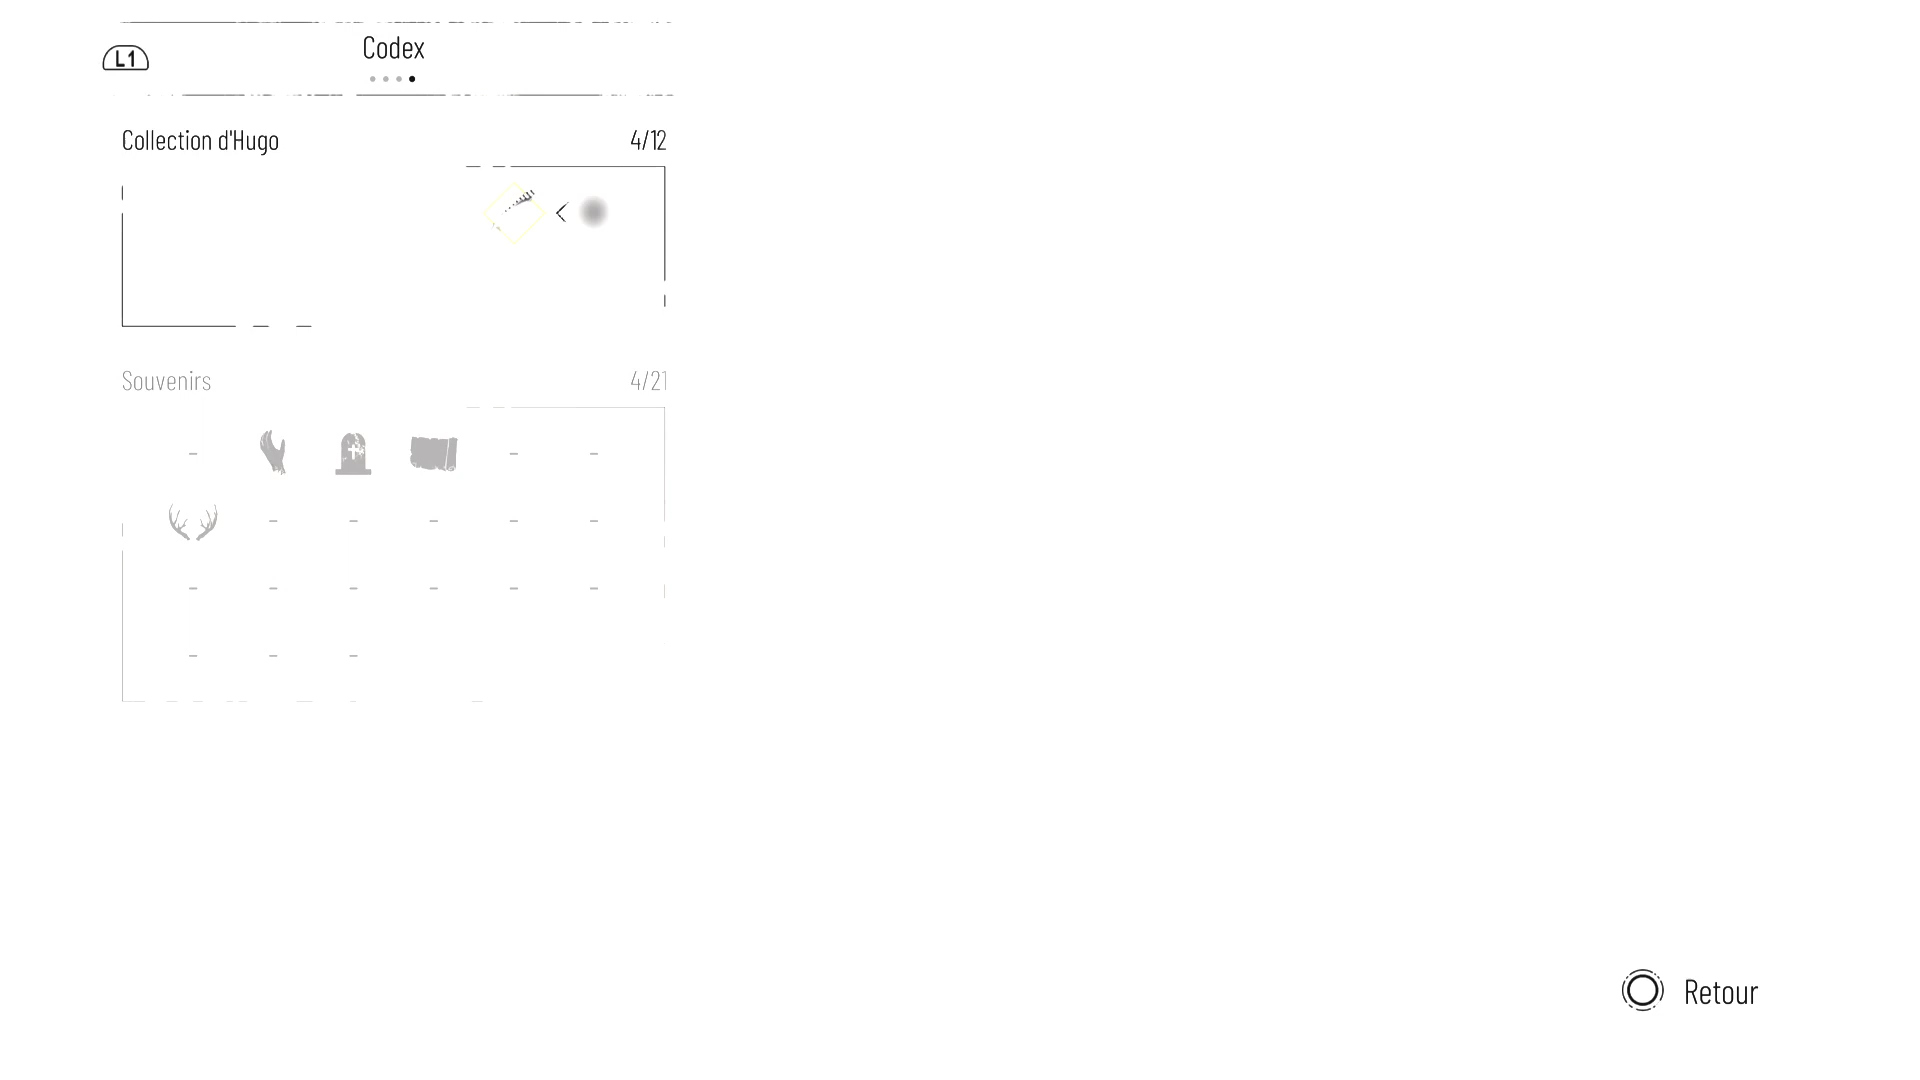 L1
Codex
Collection d'Hugo 4/12
Souvenirs 4/21
- - -
- - - - -
- - - - - -
- - -
Retour